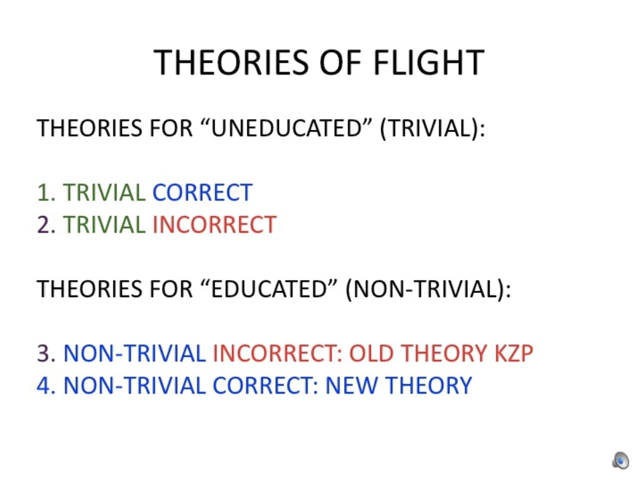 THEORIES OF FLIGHT
THEORIES FOR “UNEDUCATED” (TRIVIAL):
1. TRIVIAL CORRECT
2. TRIVIAL INCORRECT
THEORIES FOR “EDUCATED” (NON-TRIVIAL):
3. NON-TRIVIAL INCORRECT: OLD THEORY KZP
4. NON-TRIVIAL CORRECT: NEW THEORY